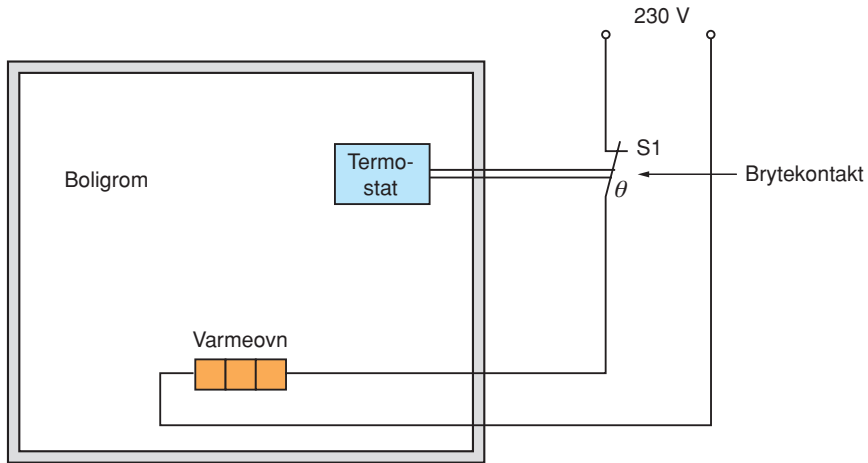 230 V
S1
Termo-
stat
Boligrom
Brytekontakt
θ
Varmeovn